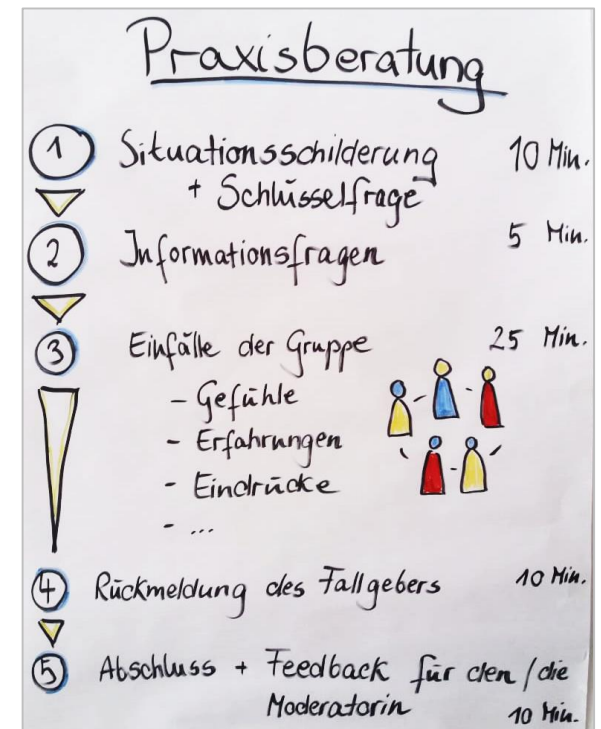 Praxisberatung
1 Situationsschilderung 10 Min.
+ Schlüsselfrage
2 Informationsfragen 5 Min.
3 Einfälle der Gruppe 25 Min.
- Gefühle
- Erfahrungen
- Eindrücke
- ...
4 Rückmeldung des Fallgebers 10 Min.
5 Abschluss + Feedback für den / die
Moderatorin 10 Min.